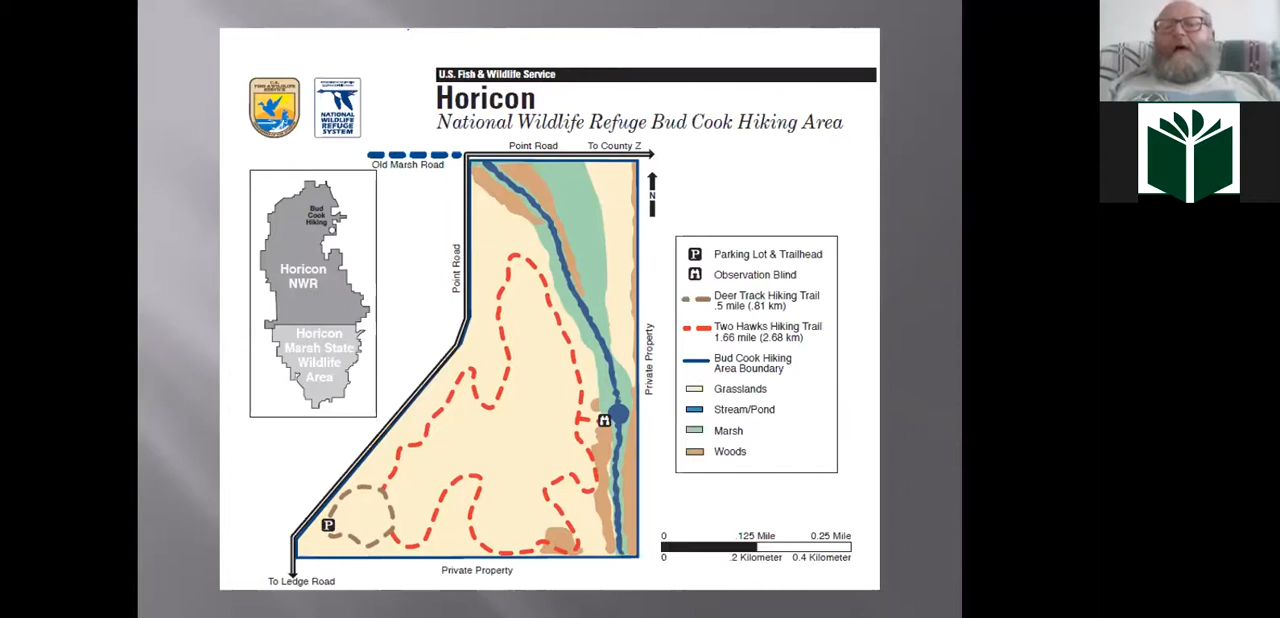 U.S. Fish & Wildlife Service
Horicon
National Wildlife Refuge Bud Cook Hiking Area
NATIONAL
WILDLIFE
REFUGE
SYSTEM
Point Road
To County Z
Old Marsh Road
N
Bud
Cook
Hiking
Horicon
NWR
Horicon
Marsh State
Wildlife
Area
Point Road
Private Property
P
P Parking Lot & Trailhead
Observation Blind
Deer Track Hiking Trail
.5 mile (.81 km)
Two Hawks Hiking Trail
1.66 mile (2.68 km)
Bud Cook Hiking
Area Boundary
Grasslands
Stream/Pond
Marsh
Woods
0 .125 Mile 0.25 Mile
0 .2 Kilometer 0.4 Kilometer
Private Property
To Ledge Road